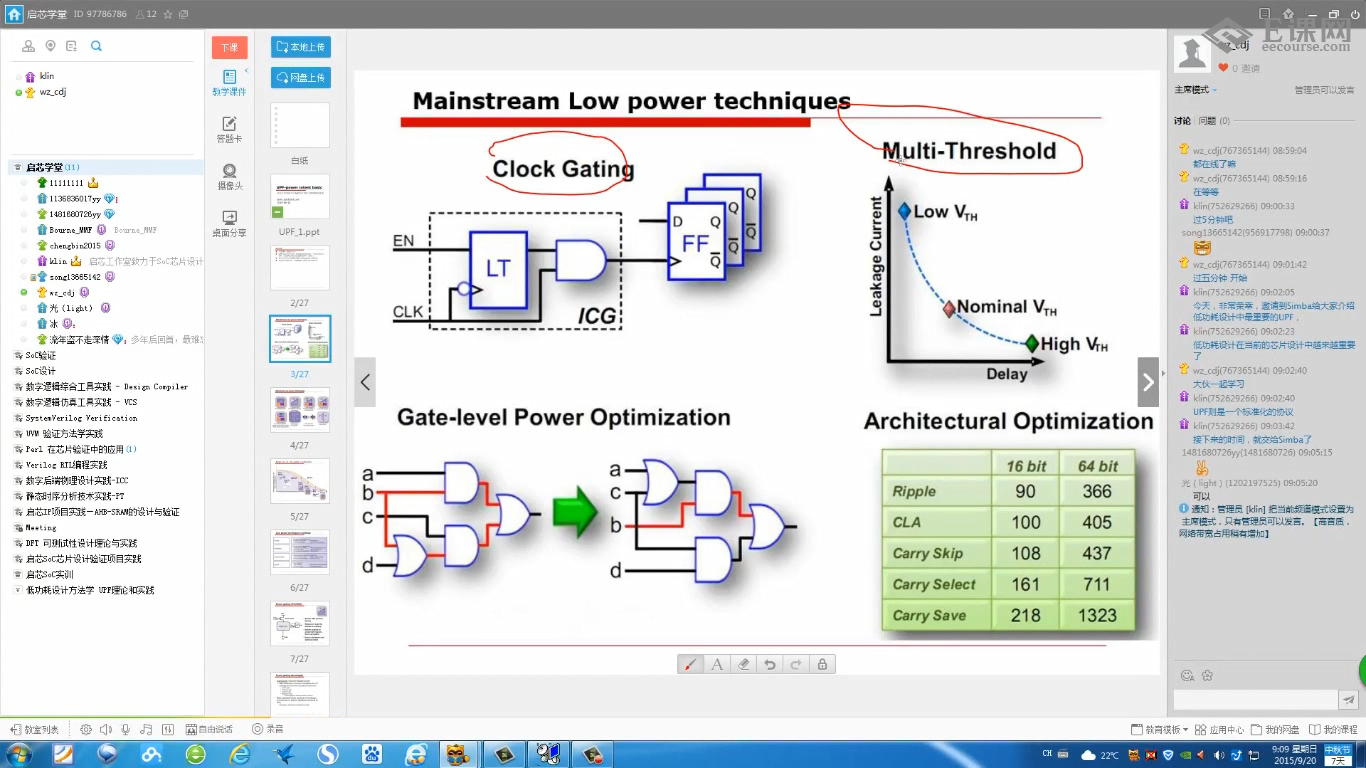 启芯学堂 ID 97786786 12
E课网
eecourse.com
klin
wz_cdj
启芯学堂 (11)
11111111
1136836017yy
1481680726yy
Bourne_MMF Bourne_MMF
chengbin2015
klin 启芯工作室致力于SoC芯片设计
song13665142
wz_cdj
光 (light)
冰
流年盗不走深情
SoC验证
SoC设计
数字逻辑综合工具实践 - Design Compiler
数字逻辑仿真工具实践 - VCS
SystemVerilog Verification
UVM 验证方法学实践
Perl 在芯片验证中的应用 (1)
Verilog RTL编程实践
数字后端物理设计实践-ICC
静态时序分析技术实践-PT
启芯IP项目实践-AHB-SRAM的设计与验证
Meeting
DFT 可测试性设计理论与实践
启芯SoC芯片设计验证项目实践
启芯SoC实训
低功耗设计方法学 UPF理论和实践
下课
教学课件
答题卡
摄像头
桌面分享
本地上传
网盘上传
白纸
UPF_1.ppt
2/27
3/27
4/27
5/27
6/27
7/27
Mainstream Low power techniques
Clock Gating
EN
LT
CLK
ICG
D Q
FF
Q
Q
Q
Q
Q
Multi-Threshold
Leakage Current
Low VTH
Nominal VTH
High VTH
Delay
Gate-level Power Optimization
a
b
c
d
a
c
b
d
Architectural Optimization
16 bit 64 bit
Ripple 90 366
CLA 100 405
Carry Skip 108 437
Carry Select 161 711
Carry Save 218 1323
A
wz_cdj
0 邀请
主席模式 管理员可以发言
讨论 问题 (0)
wz_cdj(767365144) 08:59:04
都在线了嘛
wz_cdj(767365144) 08:59:16
在等等
klin(752629266) 09:00:33
过5分钟吧
song13665142(956917798) 09:00:37
wz_cdj(767365144) 09:01:42
过五分钟 开始
klin(752629266) 09:02:05
今天，非常荣幸，邀请到Simba给大家介绍
低功耗设计中最重要的UPF，
klin(752629266) 09:02:23
低功耗设计在当前的芯片设计中越来越重要
了
wz_cdj(767365144) 09:02:40
大伙一起学习
klin(752629266) 09:02:40
UPF则是一个标准化的协议
klin(752629266) 09:03:42
接下来的时间，就交给Simba了
1481680726yy(1481680726) 09:05:15
光 ( light ) (1202197525) 09:05:20
可以
通知：管理员 [klin] 把当前频道模式设置为
主席模式，只有管理员可以发言。【高音质，
网络带宽占用稍有增加】
教室列表
自由说话
录音
教育模板
应用中心
我的网盘
我的课程
CH
22℃
9:09 星期日
2015/9/20
中秋节
7天